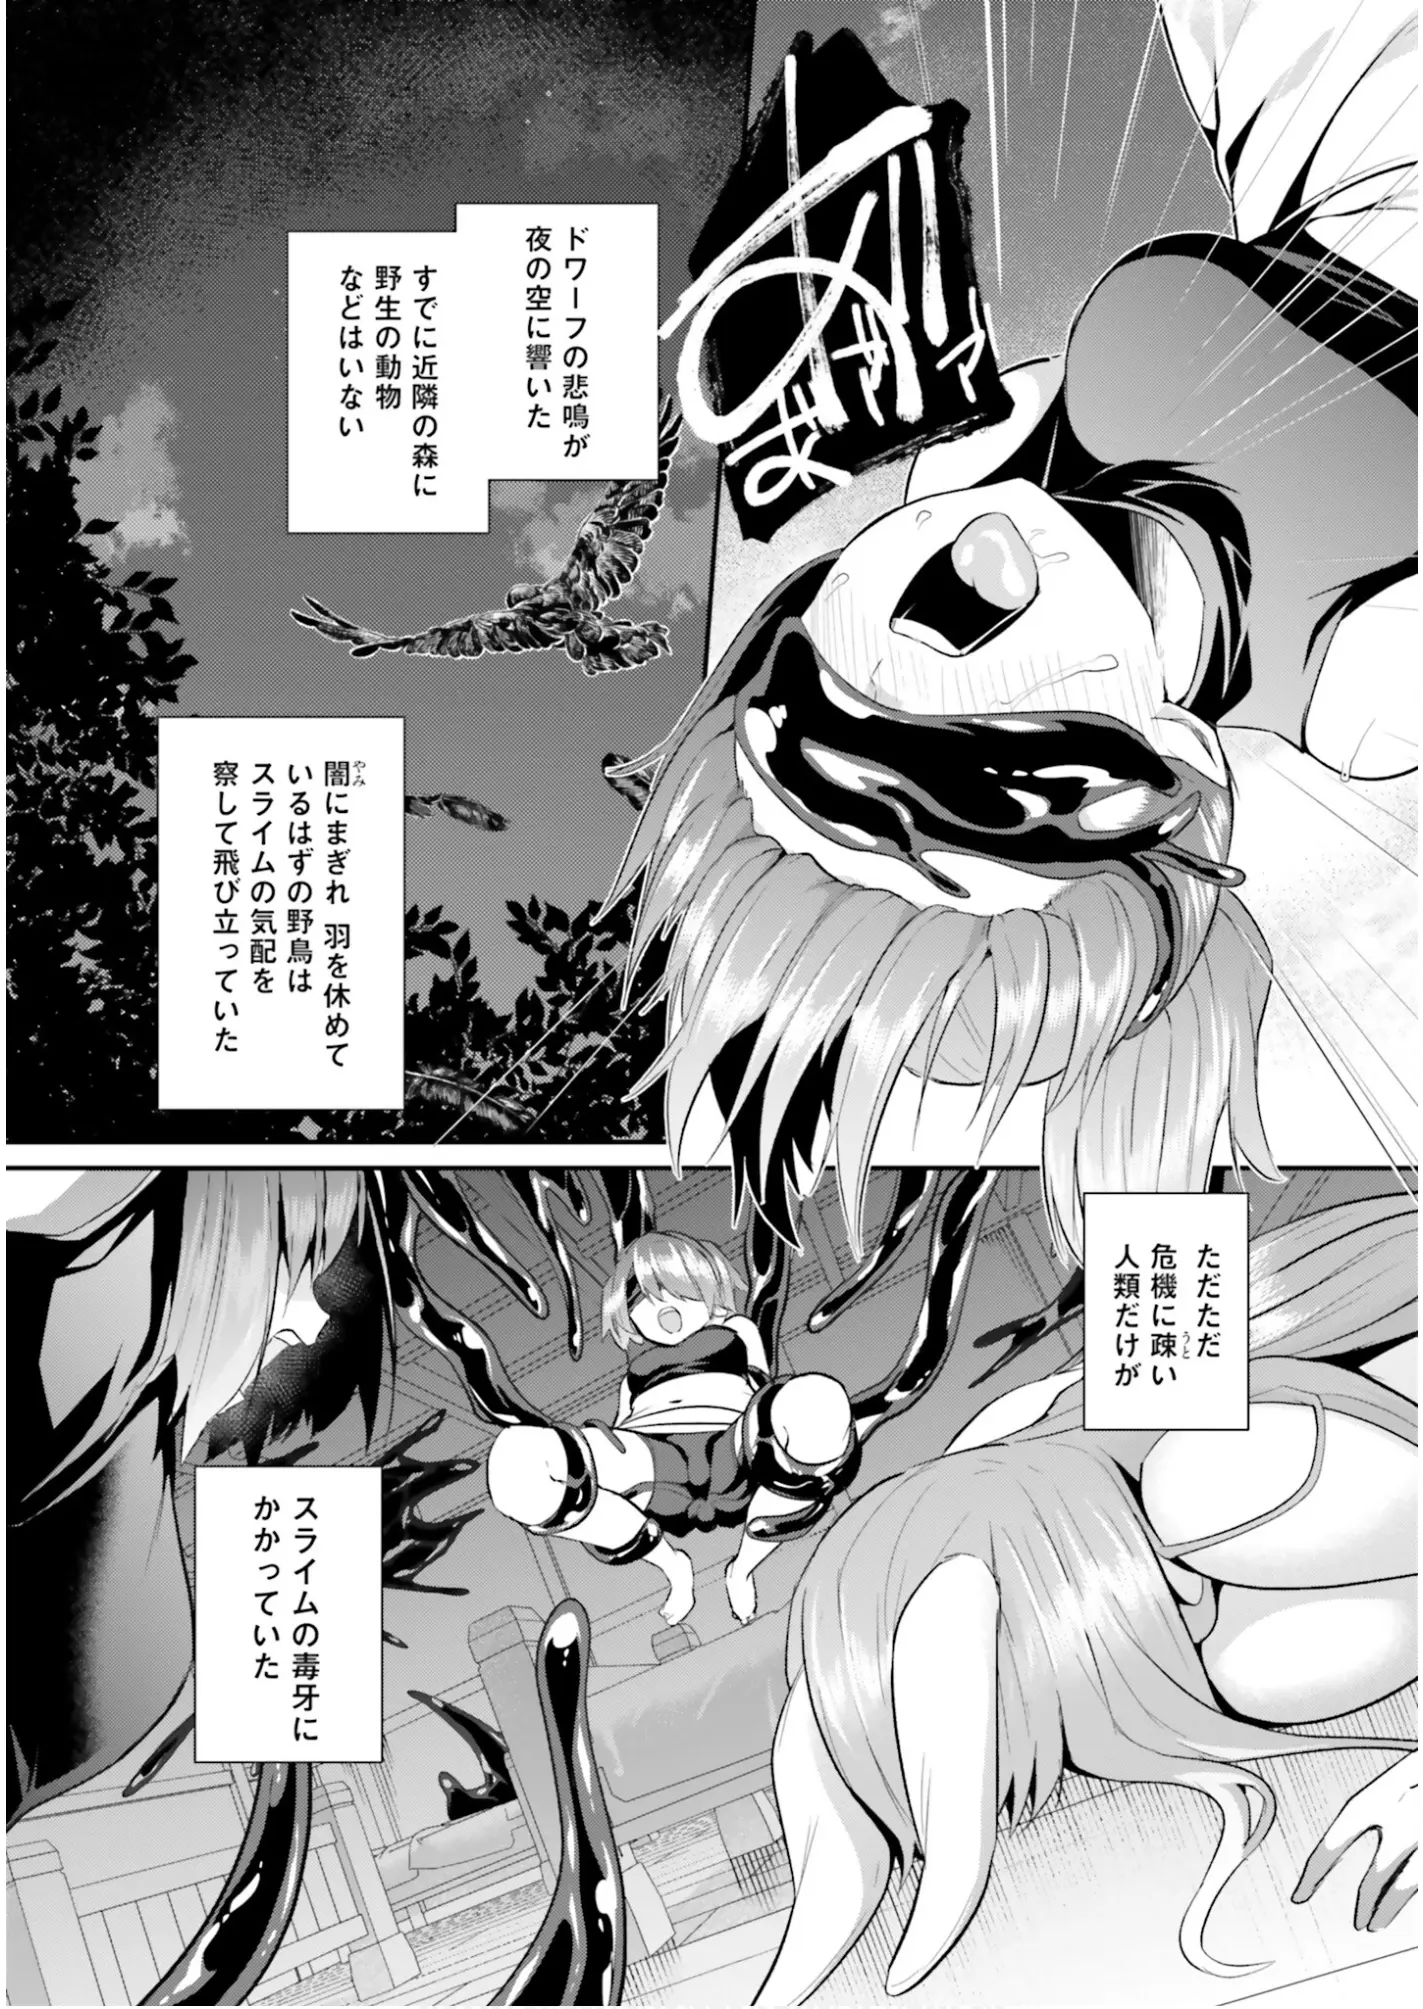 ドワーフの悲鳴が
夜の空に響いた
すでに近隣の森に
野生の動物
などはいない
闇にまぎれ 羽を休めて
いるはずの野鳥は
スライムの気配を
察して飛び立っていた
ただただ
危機に疎い
人類だけが
スライムの毒牙に
かかっていた